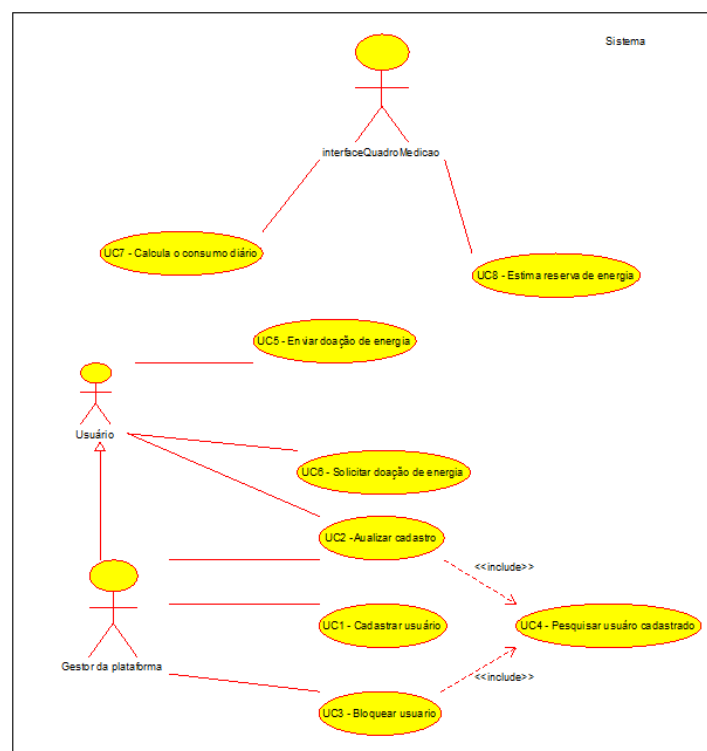 Sistema
interfaceQuadroMedicao
UC7 - Calcula o consumo diário
UC8 - Estima reserva de energia
UC5 - Enviar doação de energia
Usuário
UC6 - Solicitar doação de energia
UC2 - Aualizar cadastro
<<include>>
UC1 - Cadastrar usuário
UC4 - Pesquisar usuáro cadastrado
Gestor da plataforma
<<include>>
UC3 - Bloquear usuario